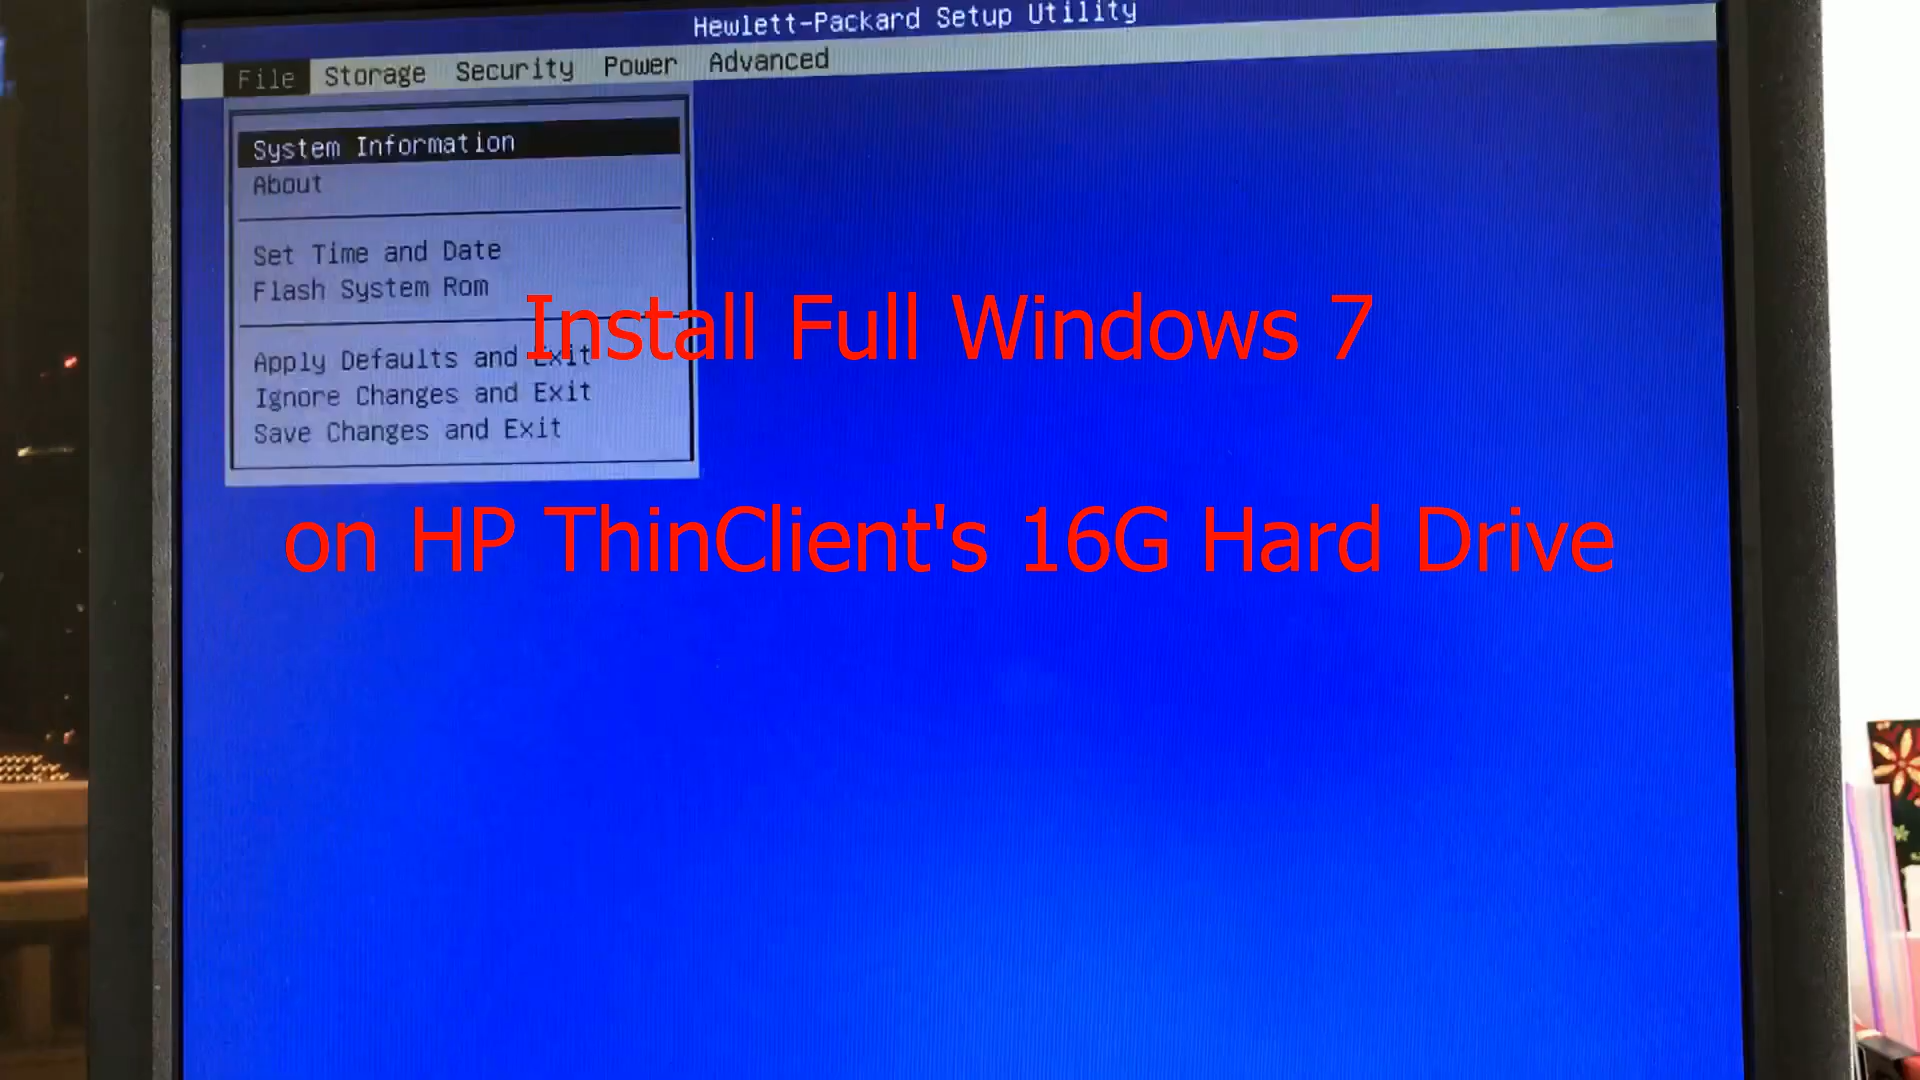 Hewlett-Packard Setup Utility
File Storage Security Power Advanced
System Information
About
Set Time and Date
Flash System Rom
Apply Defaults and Exit
Ignore Changes and Exit
Save Changes and Exit
Install Full Windows 7
on HP ThinClient's 16G Hard Drive